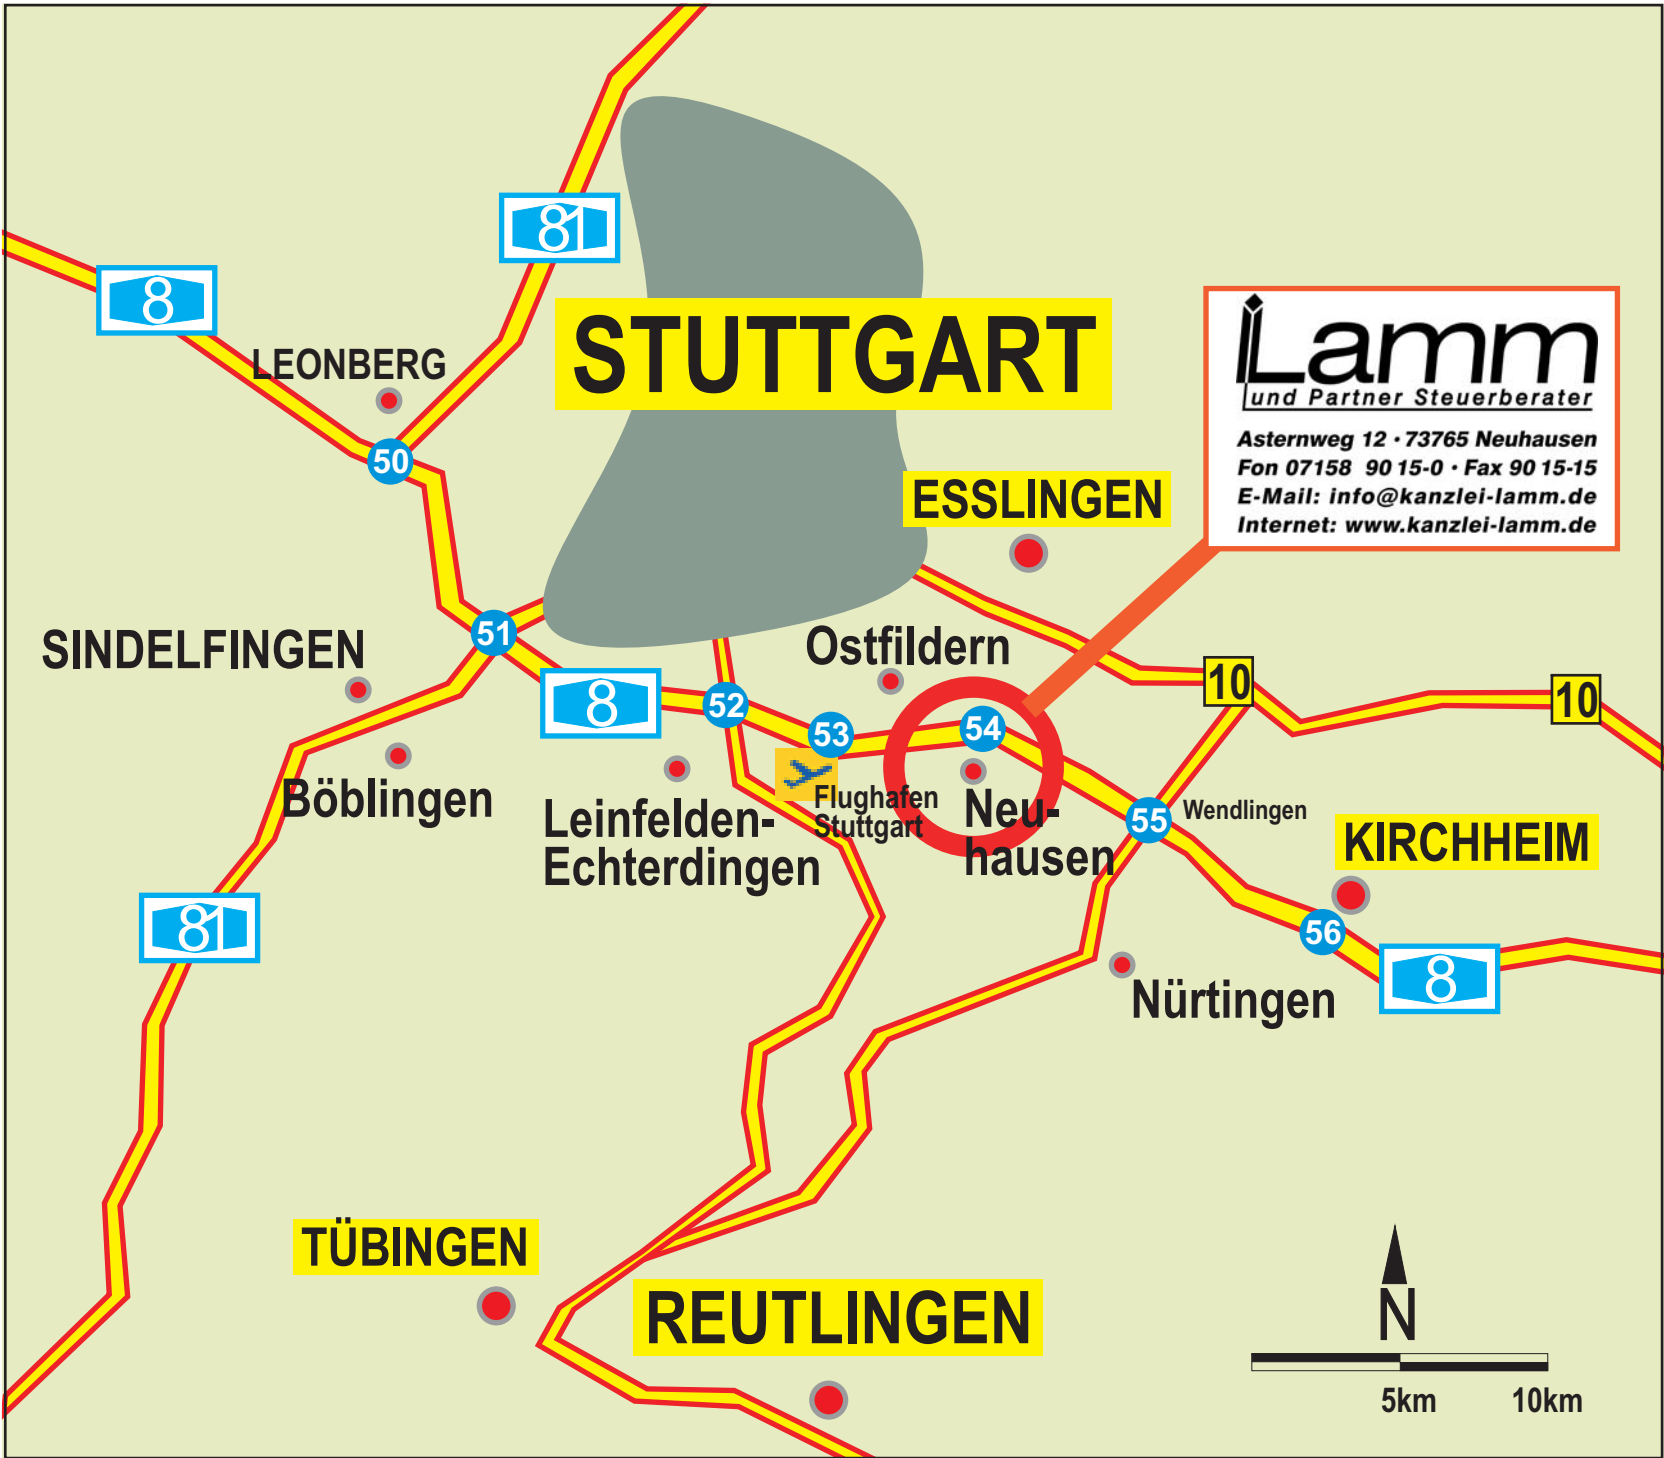 81
8
LEONBERG
STUTTGART
Lamm
und Partner Steuerberater
Asternweg 12 • 73765 Neuhausen
Fon 07158 90 15-0 • Fax 90 15-15
E-Mail: info@kanzlei-lamm.de
Internet: www.kanzlei-lamm.de
50
ESSLINGEN
51
SINDELFINGEN
Ostfildern
8
52
53
54
10
10
Böblingen
Leinfelden-
Echterdingen
Flughafen
Stuttgart
Neu-
hausen
55
Wendlingen
KIRCHHEIM
81
56
8
Nürtingen
TÜBINGEN
REUTLINGEN
N
5km
10km